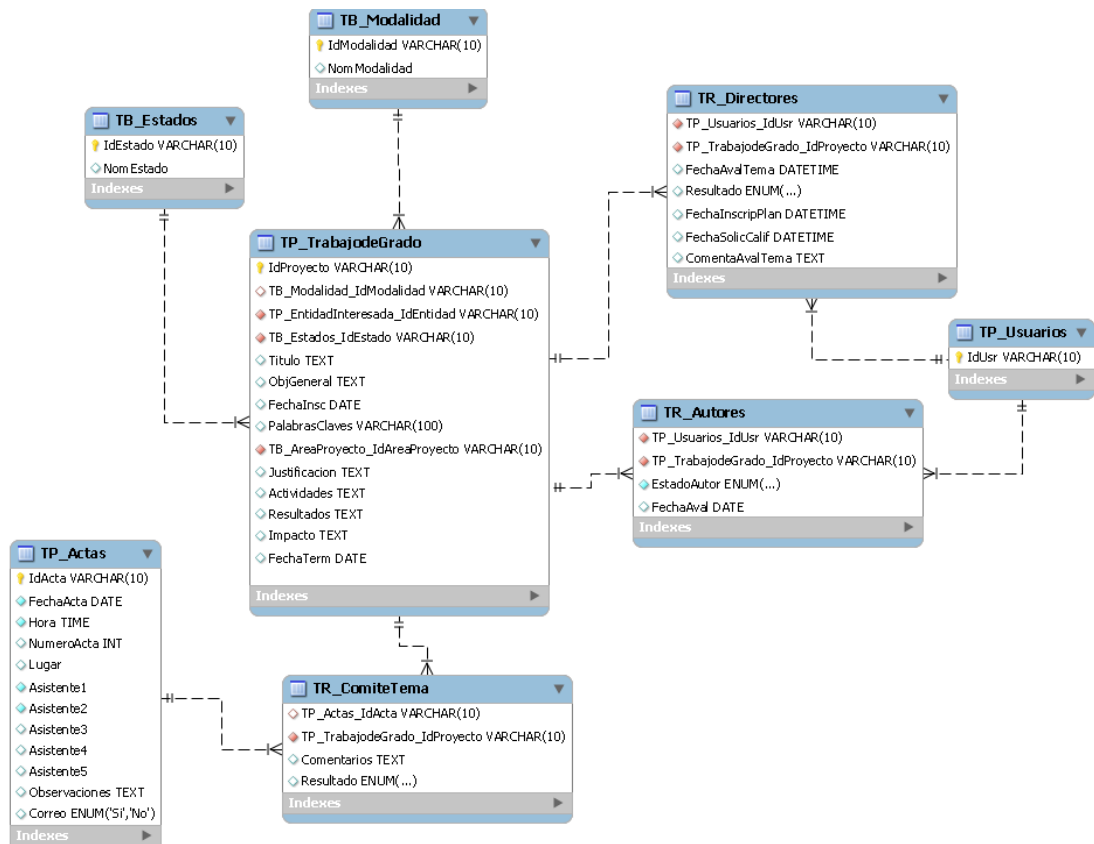 TB_Modalidad
IdModalidad VARCHAR(10)
NomModalidad
Indexes
TB_Estados
IdEstado VARCHAR(10)
NomEstado
Indexes
TR_Directores
TP_Usuarios_IdUsr VARCHAR(10)
TP_TrabajodeGrado_IdProyecto VARCHAR(10)
FechaAvalTema DATETIME
Resultado ENUM(...)
FechaInscripPlan DATETIME
FechaSolicCalif DATETIME
ComentaAvalTema TEXT
Indexes
TP_TrabajodeGrado
IdProyecto VARCHAR(10)
TB_Modalidad_IdModalidad VARCHAR(10)
TP_EntidadInteresada_IdEntidad VARCHAR(10)
TB_Estados_IdEstado VARCHAR(10)
Titulo TEXT
ObjGeneral TEXT
FechaInsc DATE
PalabrasClaves VARCHAR(100)
TB_AreaProyecto_IdAreaProyecto VARCHAR(10)
Justificacion TEXT
Actividades TEXT
Resultados TEXT
Impacto TEXT
FechaTerm DATE
Indexes
TP_Usuarios
IdUsr VARCHAR(10)
Indexes
TR_Autores
TP_Usuarios_IdUsr VARCHAR(10)
TP_TrabajodeGrado_IdProyecto VARCHAR(10)
EstadoAutor ENUM(...)
FechaAval DATE
Indexes
TP_Actas
IdActa VARCHAR(10)
FechaActa DATE
Hora TIME
NumeroActa INT
Lugar
Asistente1
Asistente2
Asistente3
Asistente4
Asistente5
Observaciones TEXT
Correo ENUM('Si','No')
Indexes
TR_ComiteTema
TP_Actas_IdActa VARCHAR(10)
TP_TrabajodeGrado_IdProyecto VARCHAR(10)
Comentarios TEXT
Resultado ENUM(...)
Indexes